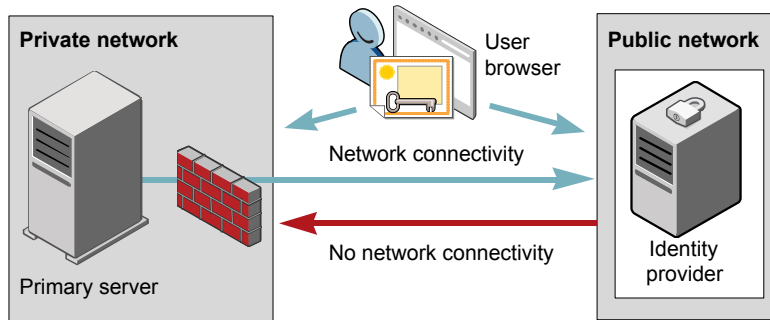 Private network
User
browser
Public network
Network connectivity
No network connectivity
Identity
provider
Primary server